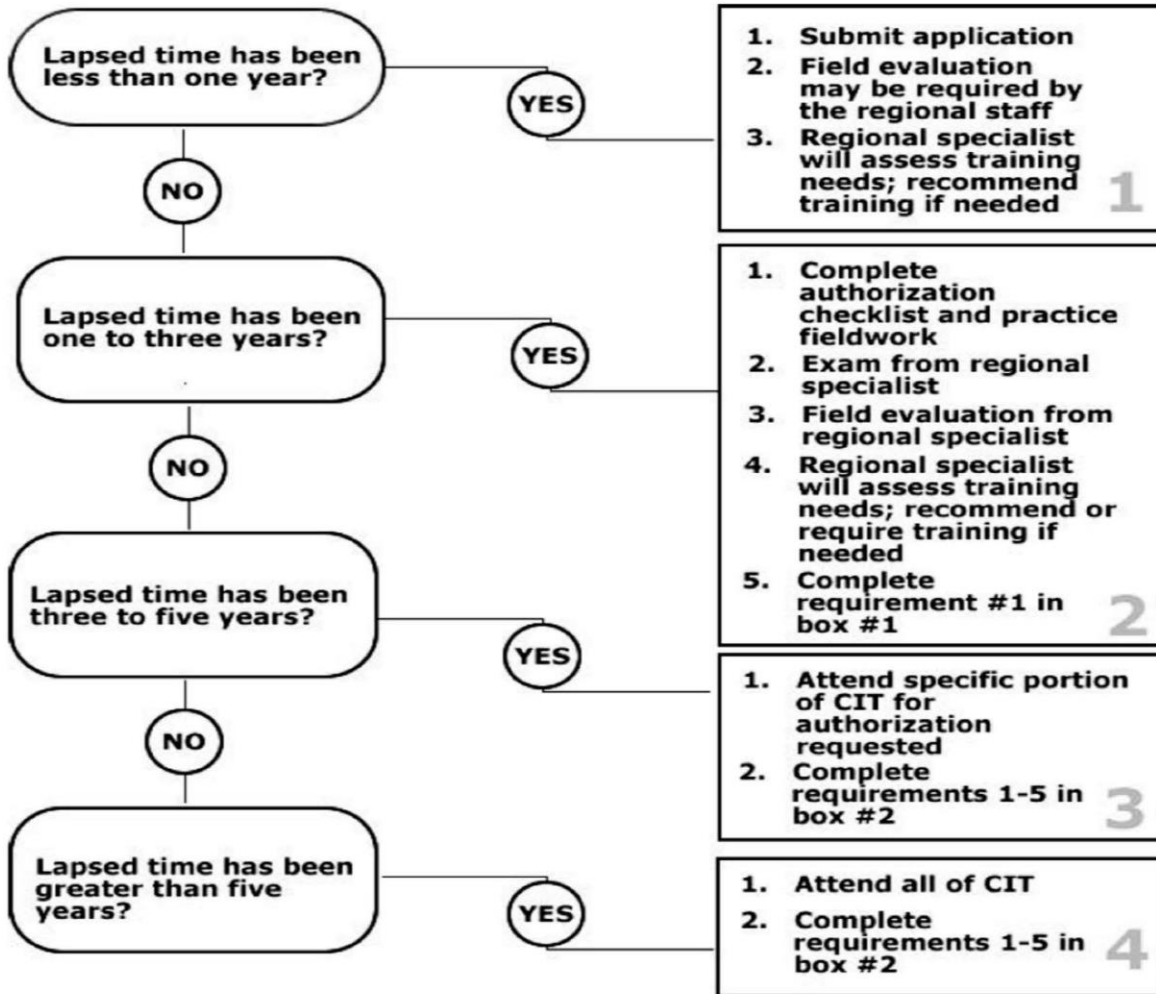 Lapsed time has been
less than one year?
YES
1. Submit application
2. Field evaluation
may be required by
the regional staff
3. Regional specialist
will assess training
needs; recommend
training if needed
1
NO
Lapsed time has been
one to three years?
YES
1. Complete
authorization
checklist and practice
fieldwork
2. Exam from regional
specialist
3. Field evaluation from
regional specialist
4. Regional specialist
will assess training
needs; recommend or
require training if
needed
5. Complete
requirement #1 in
box #1
2
NO
Lapsed time has been
three to five years?
YES
1. Attend specific portion
of CIT for
authorization
requested
2. Complete
requirements 1-5 in
box #2
3
NO
Lapsed time has been
greater than five
years?
YES
1. Attend all of CIT
2. Complete
requirements 1-5 in
box #2
4